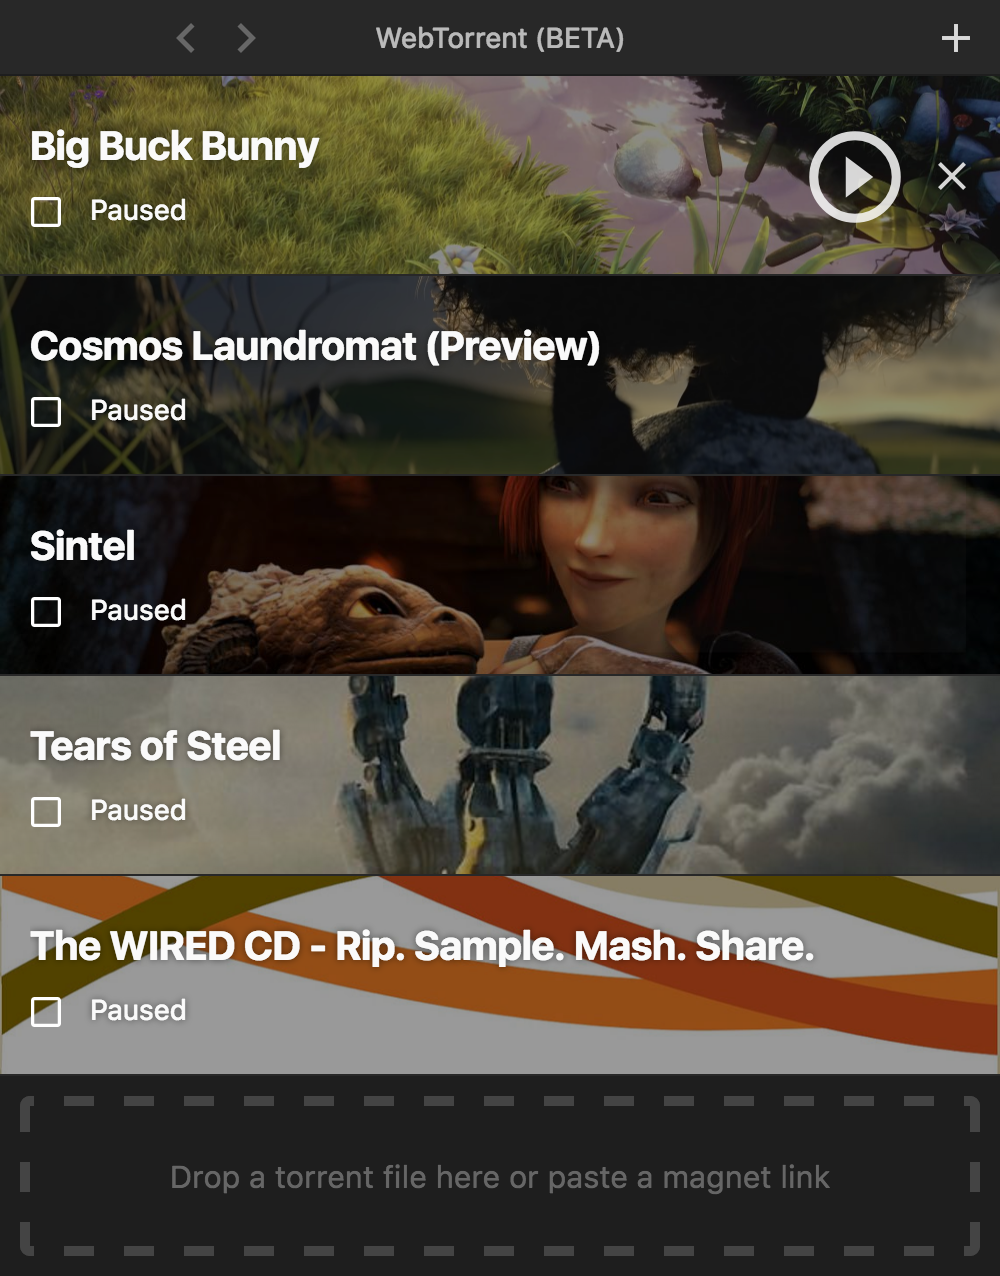 WebTorrent (BETA)
Big Buck Bunny
Paused
Cosmos Laundromat (Preview)
Paused
Sintel
Paused
Tears of Steel
Paused
The WIRED CD - Rip. Sample. Mash. Share.
Paused
Drop a torrent file here or paste a magnet link